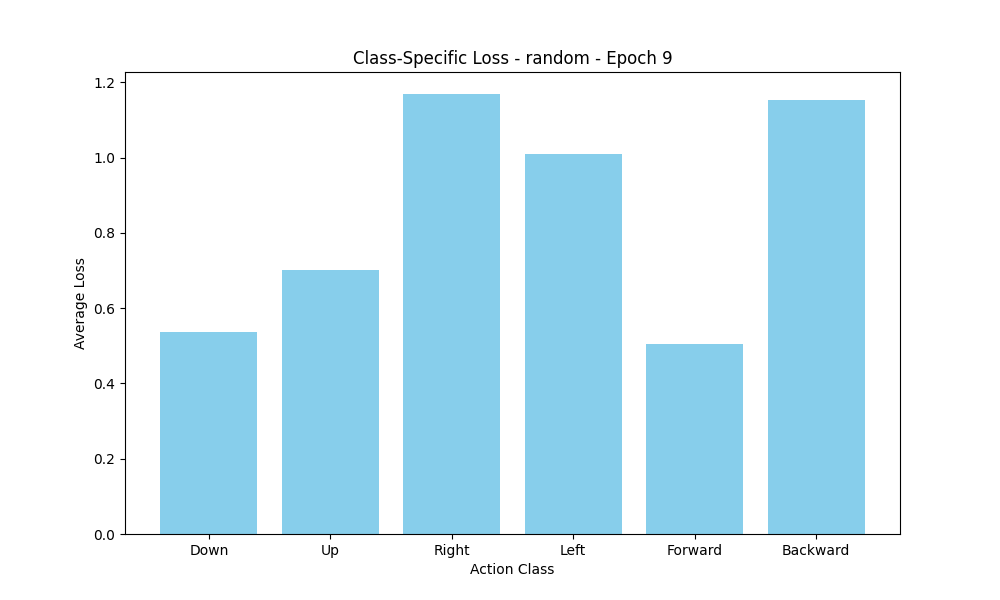 Class-Specific Loss - random - Epoch 9
Average Loss
1.2
1.0
0.8
0.6
0.4
0.2
0.0
Down Up Right Left Forward Backward
Action Class